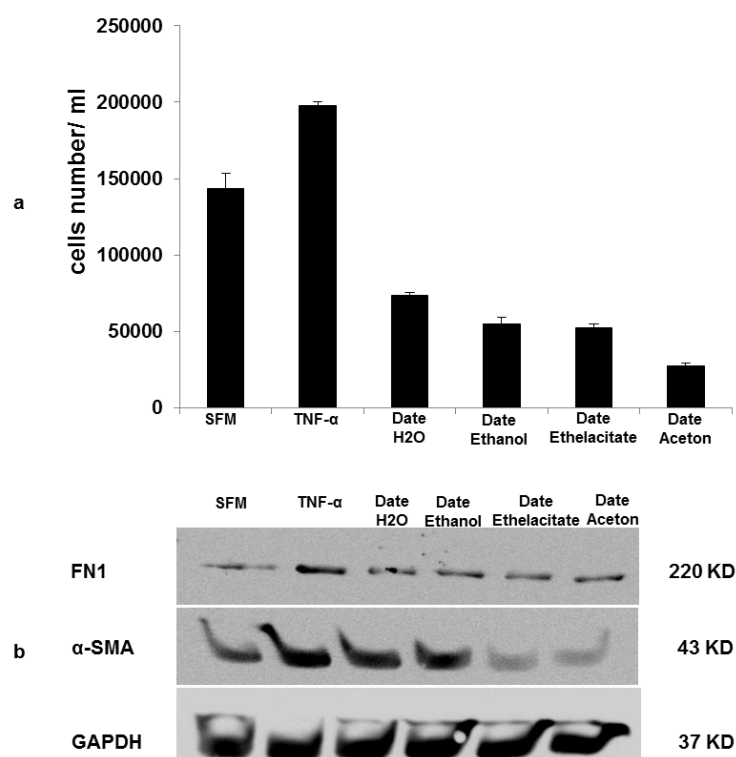 250000
200000
150000
100000
50000
0
cells number/ ml
a
SFM
TNF-α
Date
H2O
Date
Ethanol
Date
Ethelacitate
Date
Aceton
SFM
TNF-α
Date
H2O
Date
Ethanol
Date
Ethelacitate
Date
Aceton
FN1
220 KD
b
α-SMA
43 KD
GAPDH
37 KD